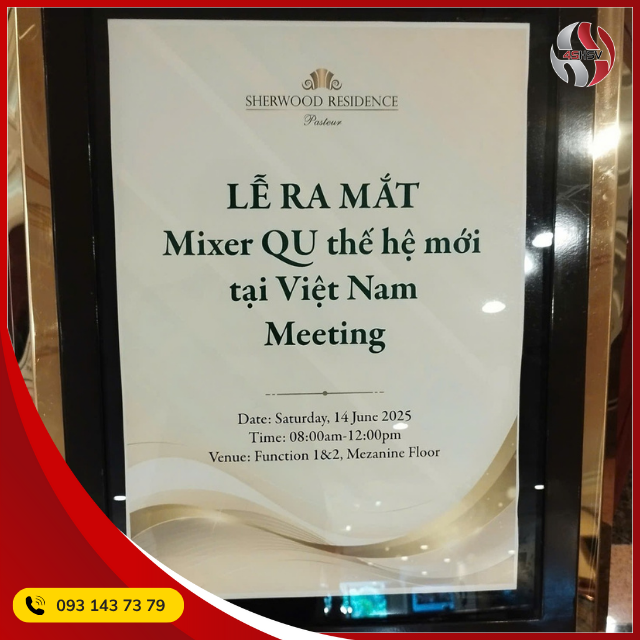 45HSV
SHERWOOD RESIDENCE
Pasteur
LỄ RA MẮT
Mixer QU thế hệ mới
tại Việt Nam
Meeting
Date: Saturday, 14 June 2025
Time: 08:00am-12:00pm
Venue: Function 1&2, Mezanine Floor
093 143 73 79